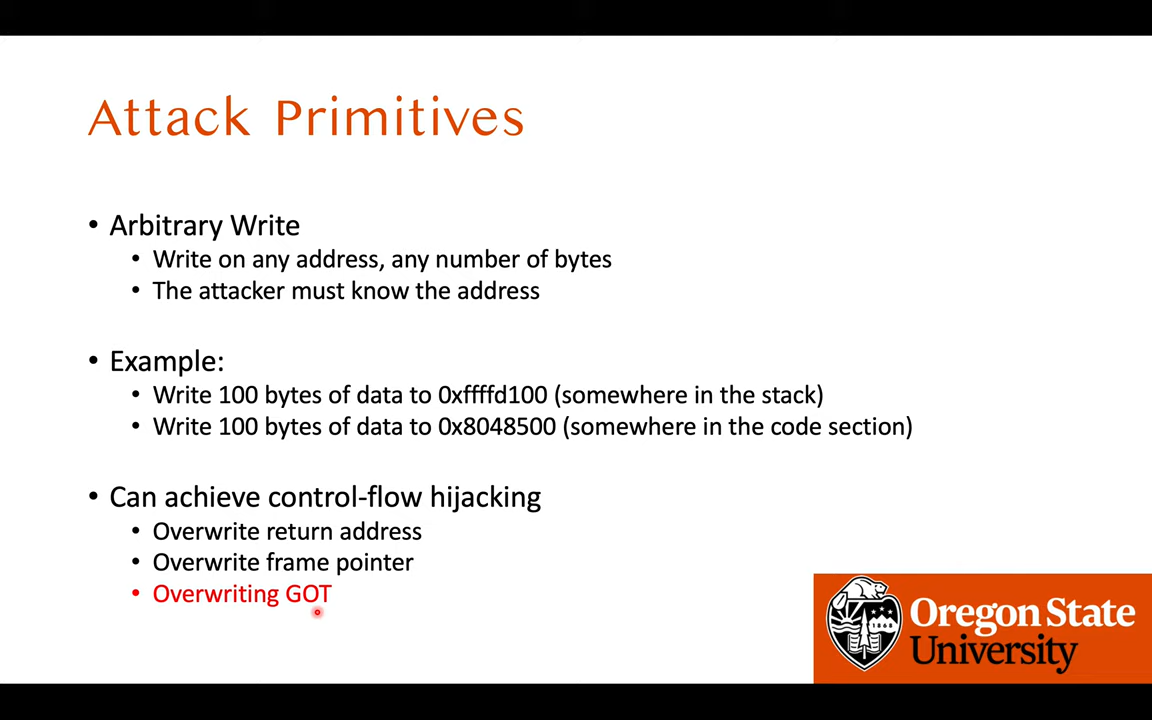 Attack Primitives
• Arbitrary Write
• Write on any address, any number of bytes
• The attacker must know the address
• Example:
• Write 100 bytes of data to 0xffffd100 (somewhere in the stack)
• Write 100 bytes of data to 0x8048500 (somewhere in the code section)
• Can achieve control-flow hijacking
• Overwrite return address
• Overwrite frame pointer
• Overwriting GOT
Oregon State
University